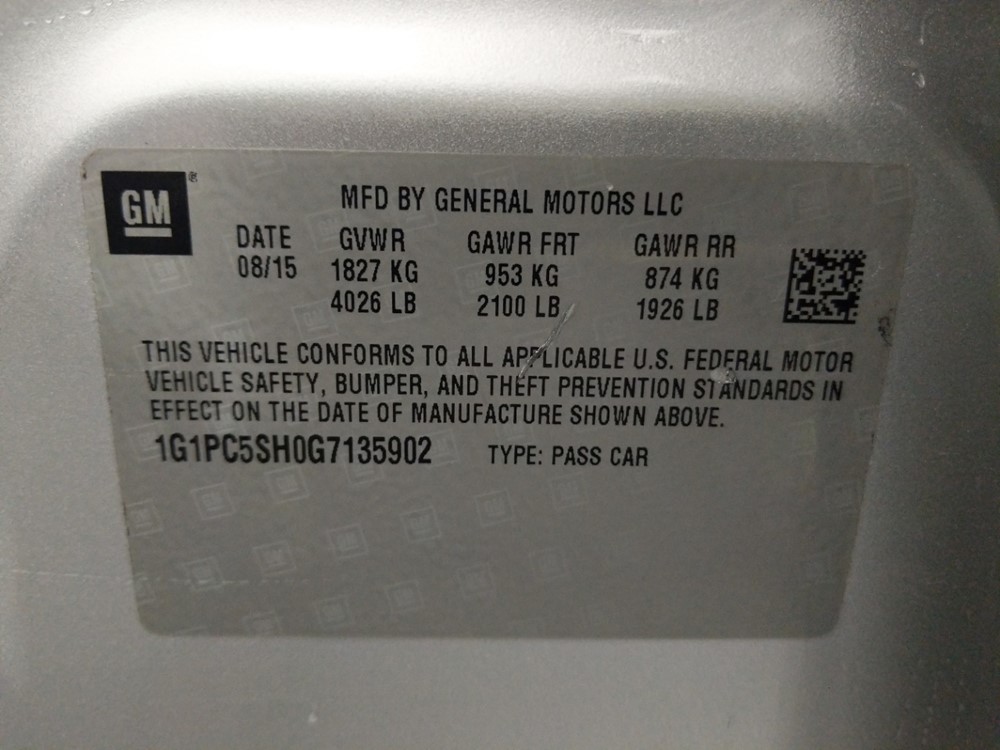 GM
MFD BY GENERAL MOTORS LLC
DATE GVWR GAWR FRT GAWR RR
08/15 1827 KG 953 KG 874 KG
4026 LB 2100 LB 1926 LB
THIS VEHICLE CONFORMS TO ALL APPLICABLE U.S. FEDERAL MOTOR
VEHICLE SAFETY, BUMPER, AND THEFT PREVENTION STANDARDS IN
EFFECT ON THE DATE OF MANUFACTURE SHOWN ABOVE.
1G1PC5SH0G7135902 TYPE: PASS CAR